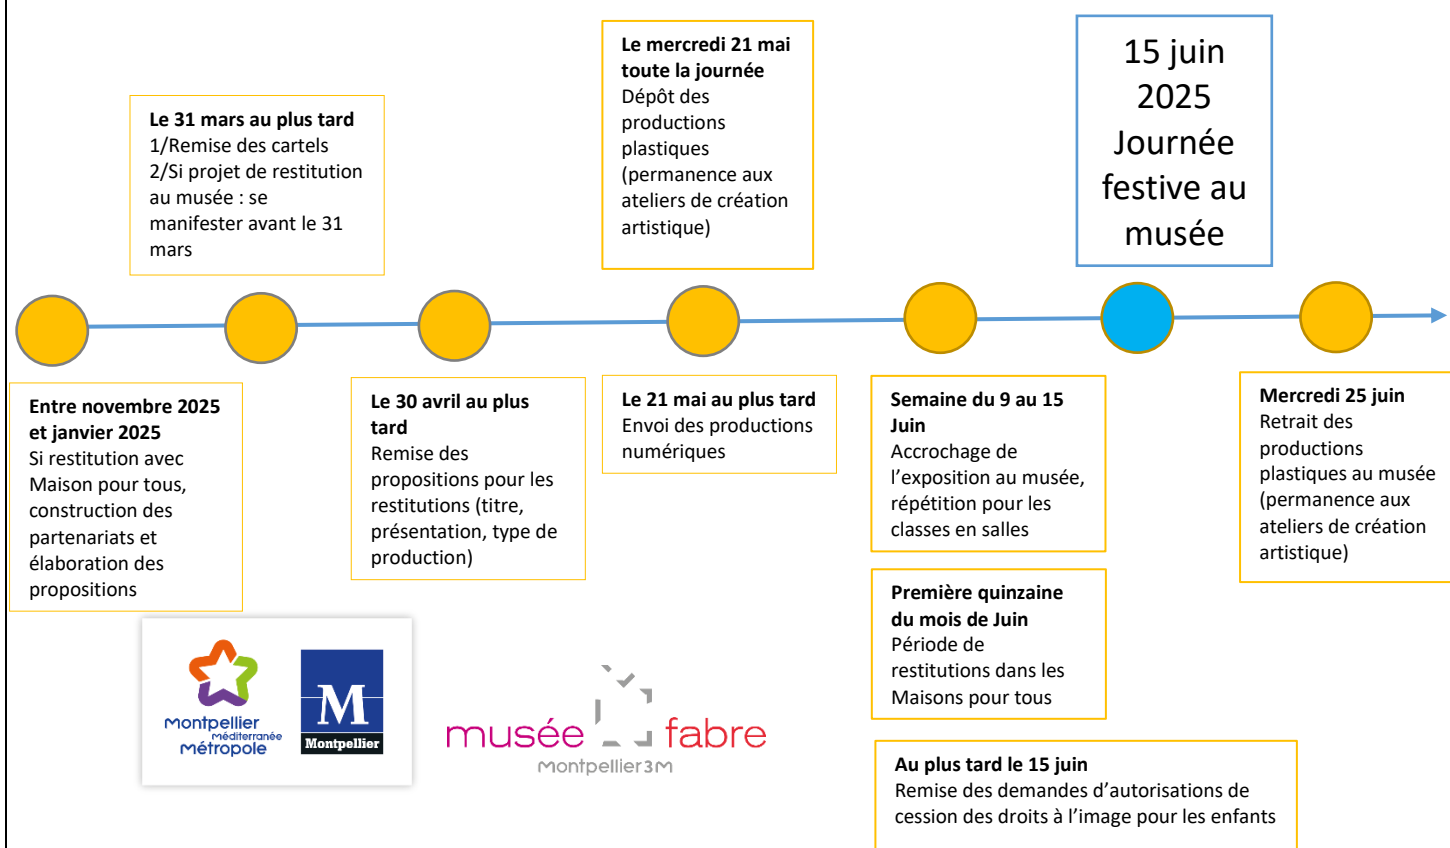 Le 31 mars au plus tard
1/Remise des cartels
2/Si projet de restitution
au musée : se
manifester avant le 31
mars
Le mercredi 21 mai
toute la journée
Dépôt des
productions
plastiques
(permanence aux
ateliers de création
artistique)
15 juin
2025
Journée
festive au
musée
Entre novembre 2025
et janvier 2025
Si restitution avec
Maison pour tous,
construction des
partenariats et
élaboration des
propositions
Le 30 avril au plus
tard
Remise des
propositions pour les
restitutions (titre,
présentation, type de
production)
Le 21 mai au plus tard
Envoi des productions
numériques
Semaine du 9 au 15
Juin
Accrochage de
l’exposition au musée,
répétition pour les
classes en salles
Première quinzaine
du mois de Juin
Période de
restitutions dans les
Maisons pour tous
Au plus tard le 15 juin
Remise des demandes d’autorisations de
cession des droits à l’image pour les enfants
Mercredi 25 juin
Retrait des
productions
plastiques au musée
(permanence aux
ateliers de création
artistique)
montpellier
méditerranée
métropole
M
Montpellier
musée fabre
montpellier3m